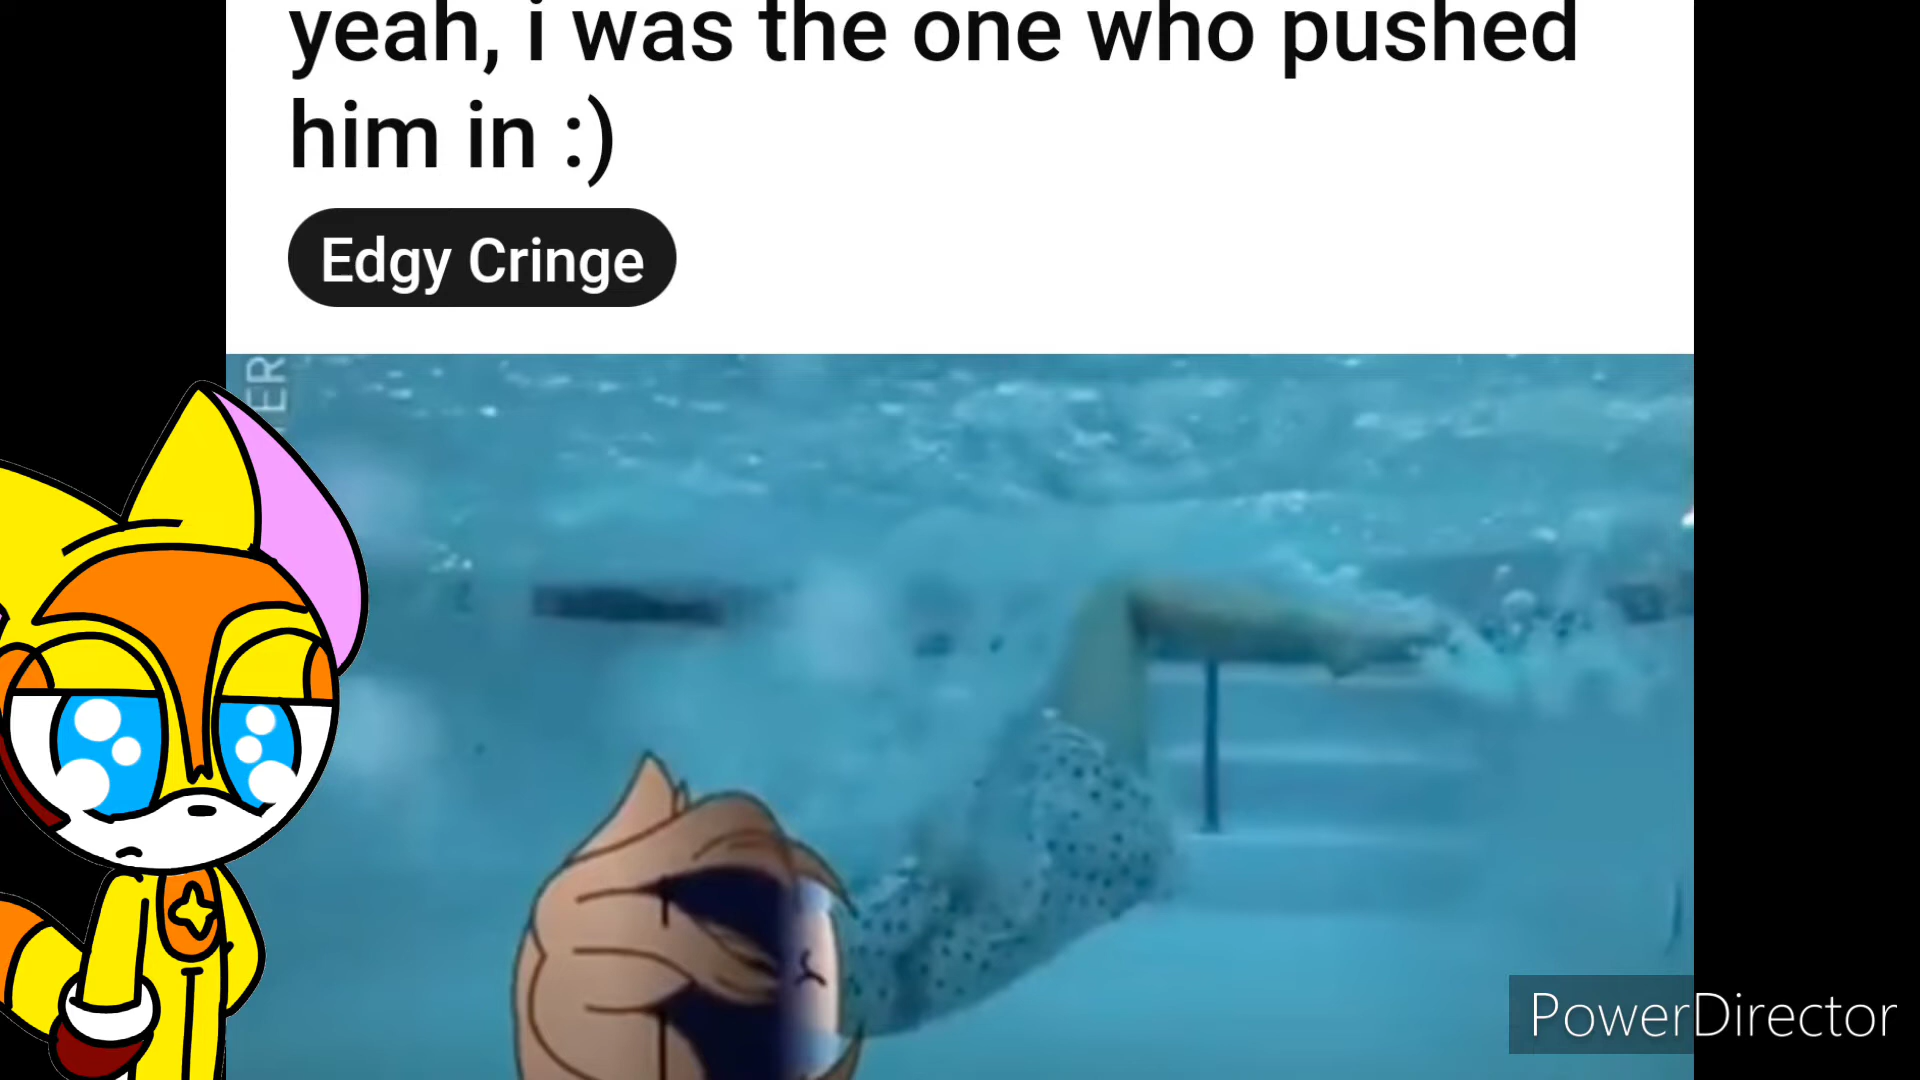 yeah, i was the one who pushed
him in :)
Edgy Cringe
PowerDirector